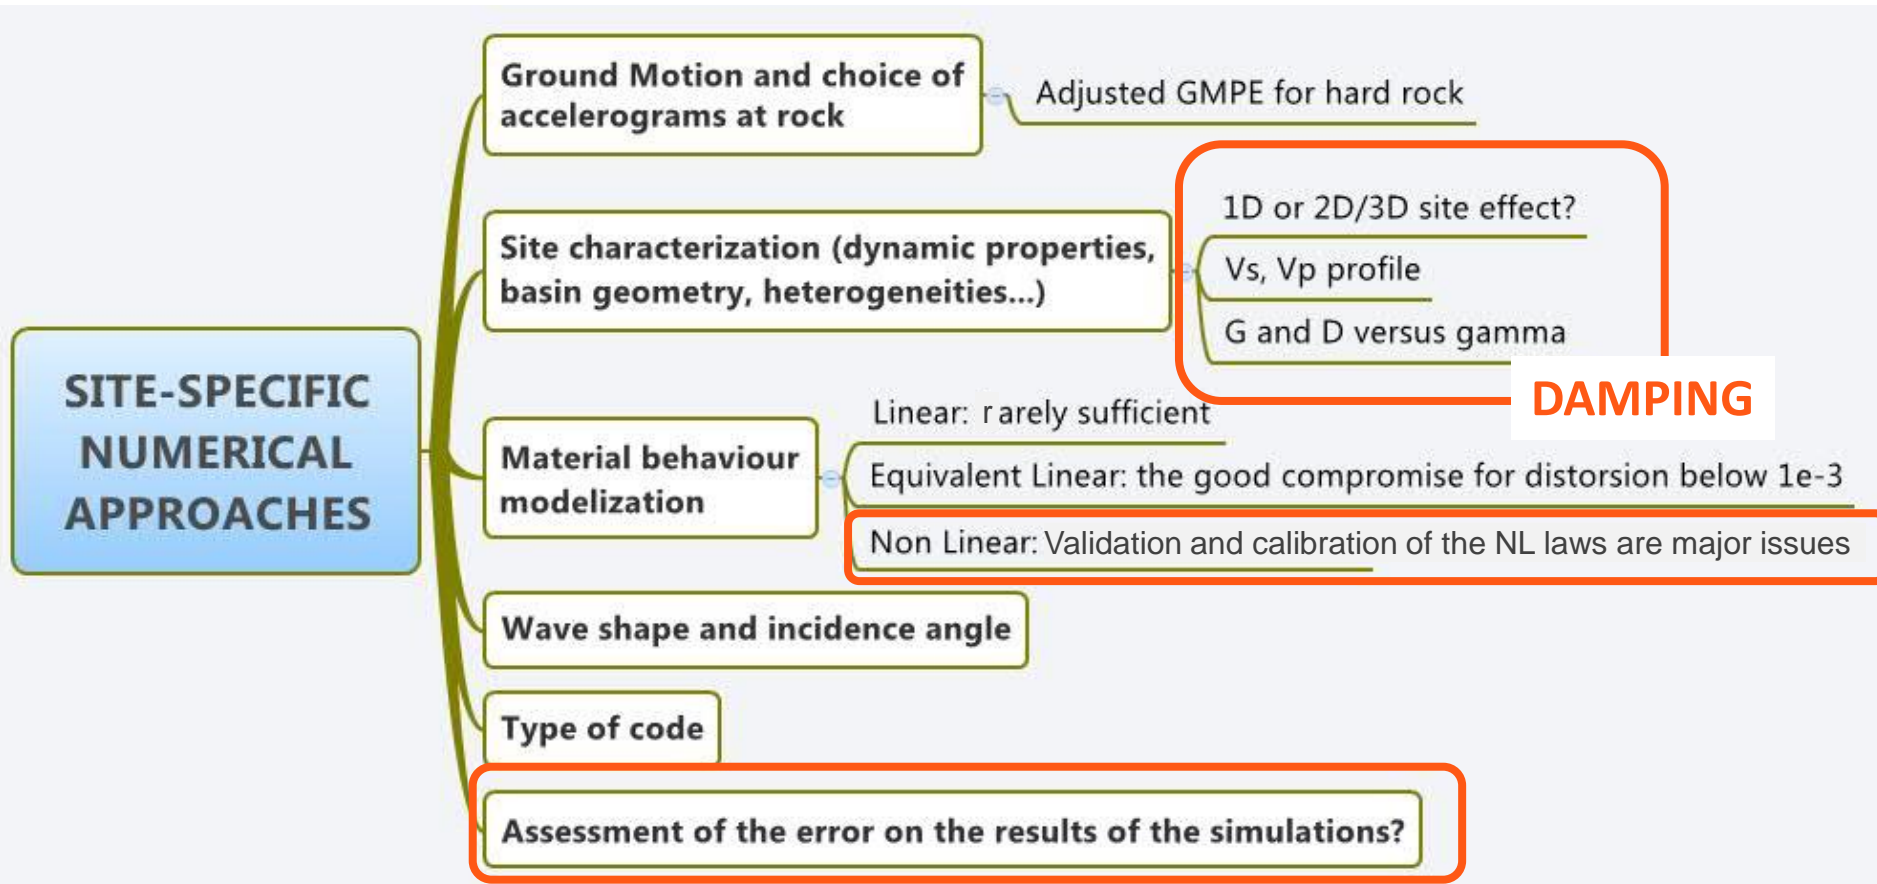 SITE-SPECIFIC
NUMERICAL
APPROACHES
Ground Motion and choice of
accelerograms at rock
Adjusted GMPE for hard rock
Site characterization (dynamic properties,
basin geometry, heterogeneities...)
1D or 2D/3D site effect?
Vs, Vp profile
G and D versus gamma
DAMPING
Material behaviour
modelization
Linear: rarely sufficient
Equivalent Linear: the good compromise for distorsion below 1e-3
Non Linear: Validation and calibration of the NL laws are major issues
Wave shape and incidence angle
Type of code
Assessment of the error on the results of the simulations?